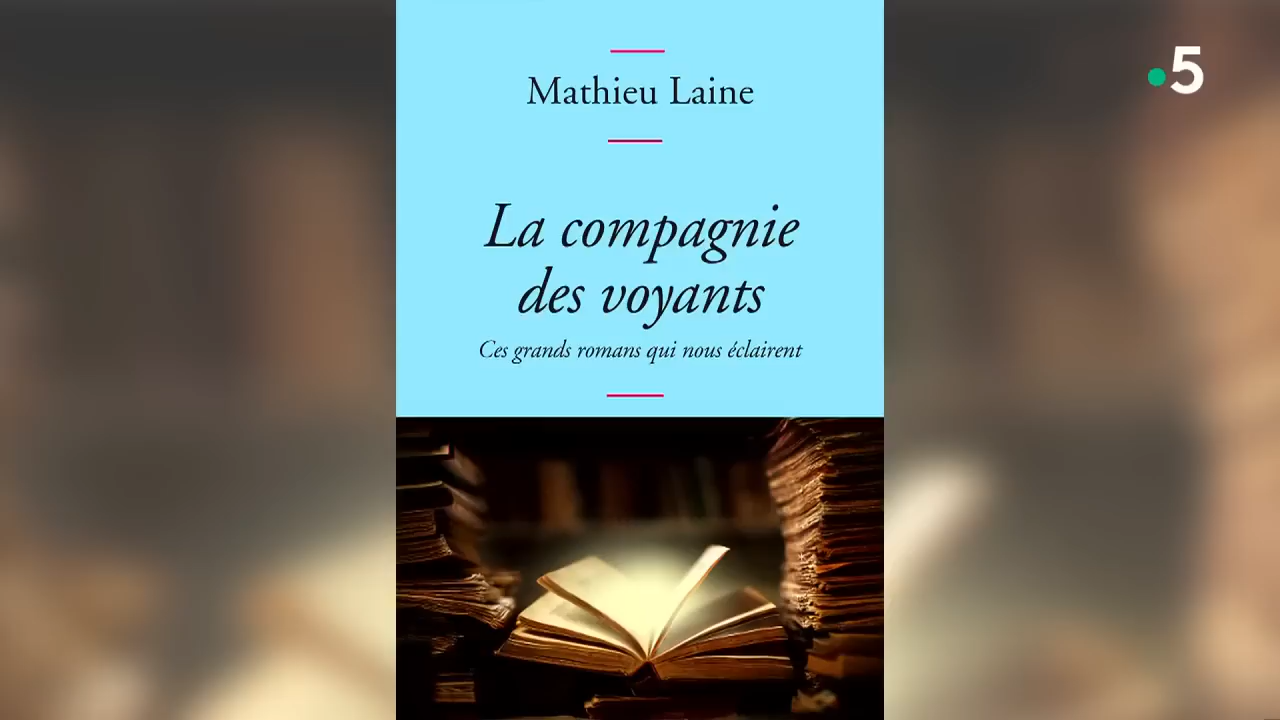 Mathieu Laine
La compagnie
des voyants
Ces grands romans qui nous éclairent
5